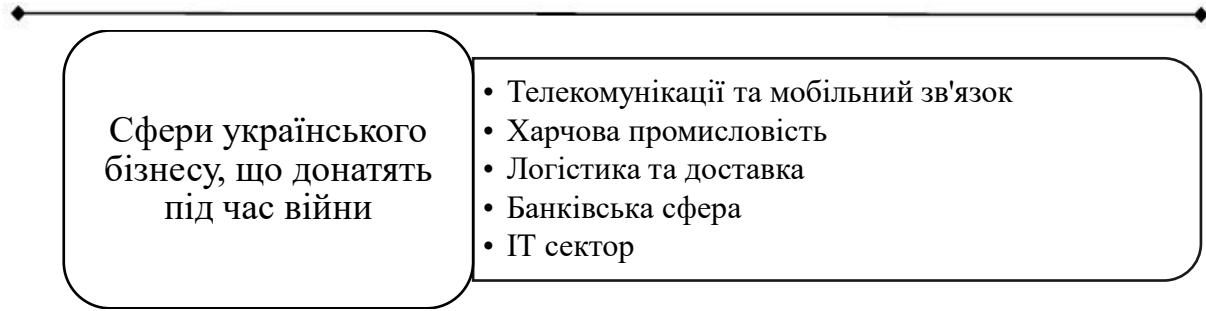 Сфери українського
бізнесу, що донатять
під час війни
• Телекомунікації та мобільний зв'язок
• Харчова промисловість
• Логістика та доставка
• Банківська сфера
• ІТ сектор